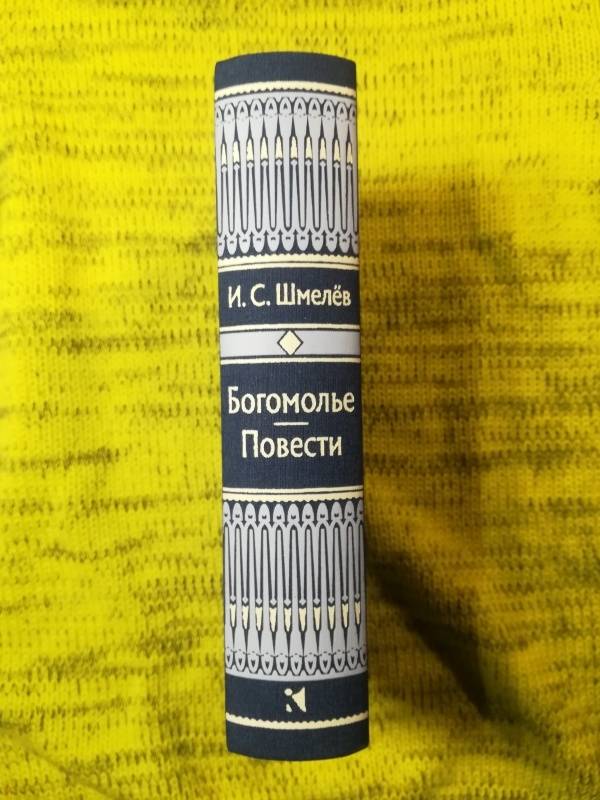 И. С. Шмелёв
Богомолье
Повести